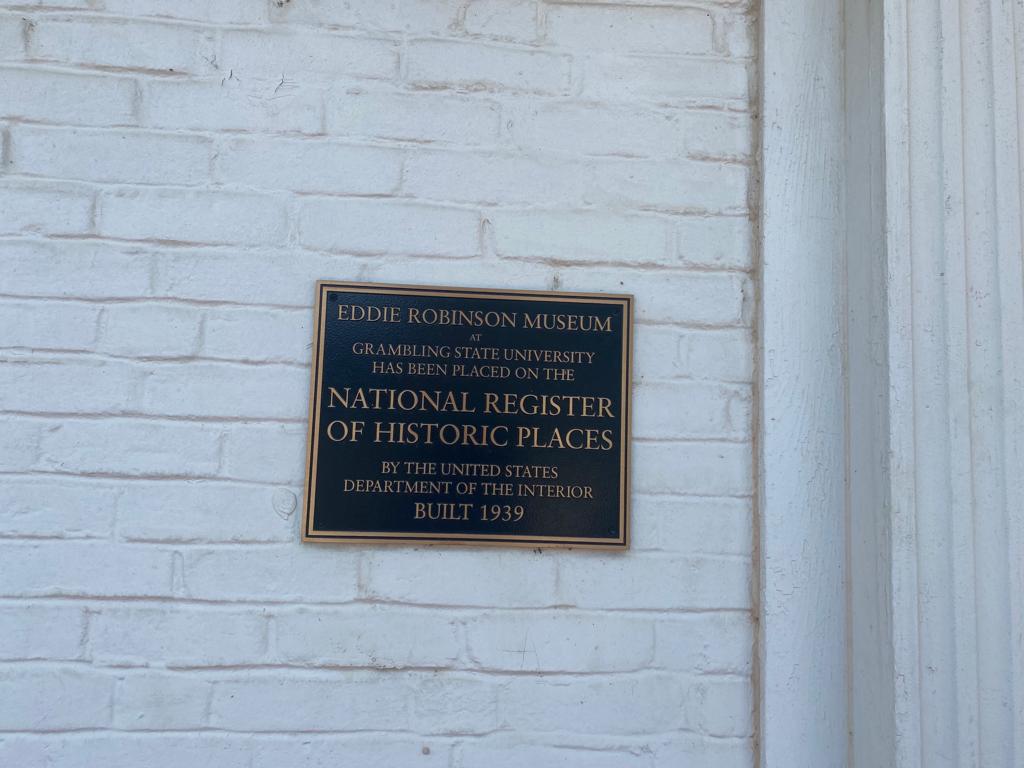 EDDIE ROBINSON MUSEUM
AT
GRAMBLING STATE UNIVERSITY
HAS BEEN PLACED ON THE
NATIONAL REGISTER
OF HISTORIC PLACES
BY THE UNITED STATES
DEPARTMENT OF THE INTERIOR
BUILT 1939